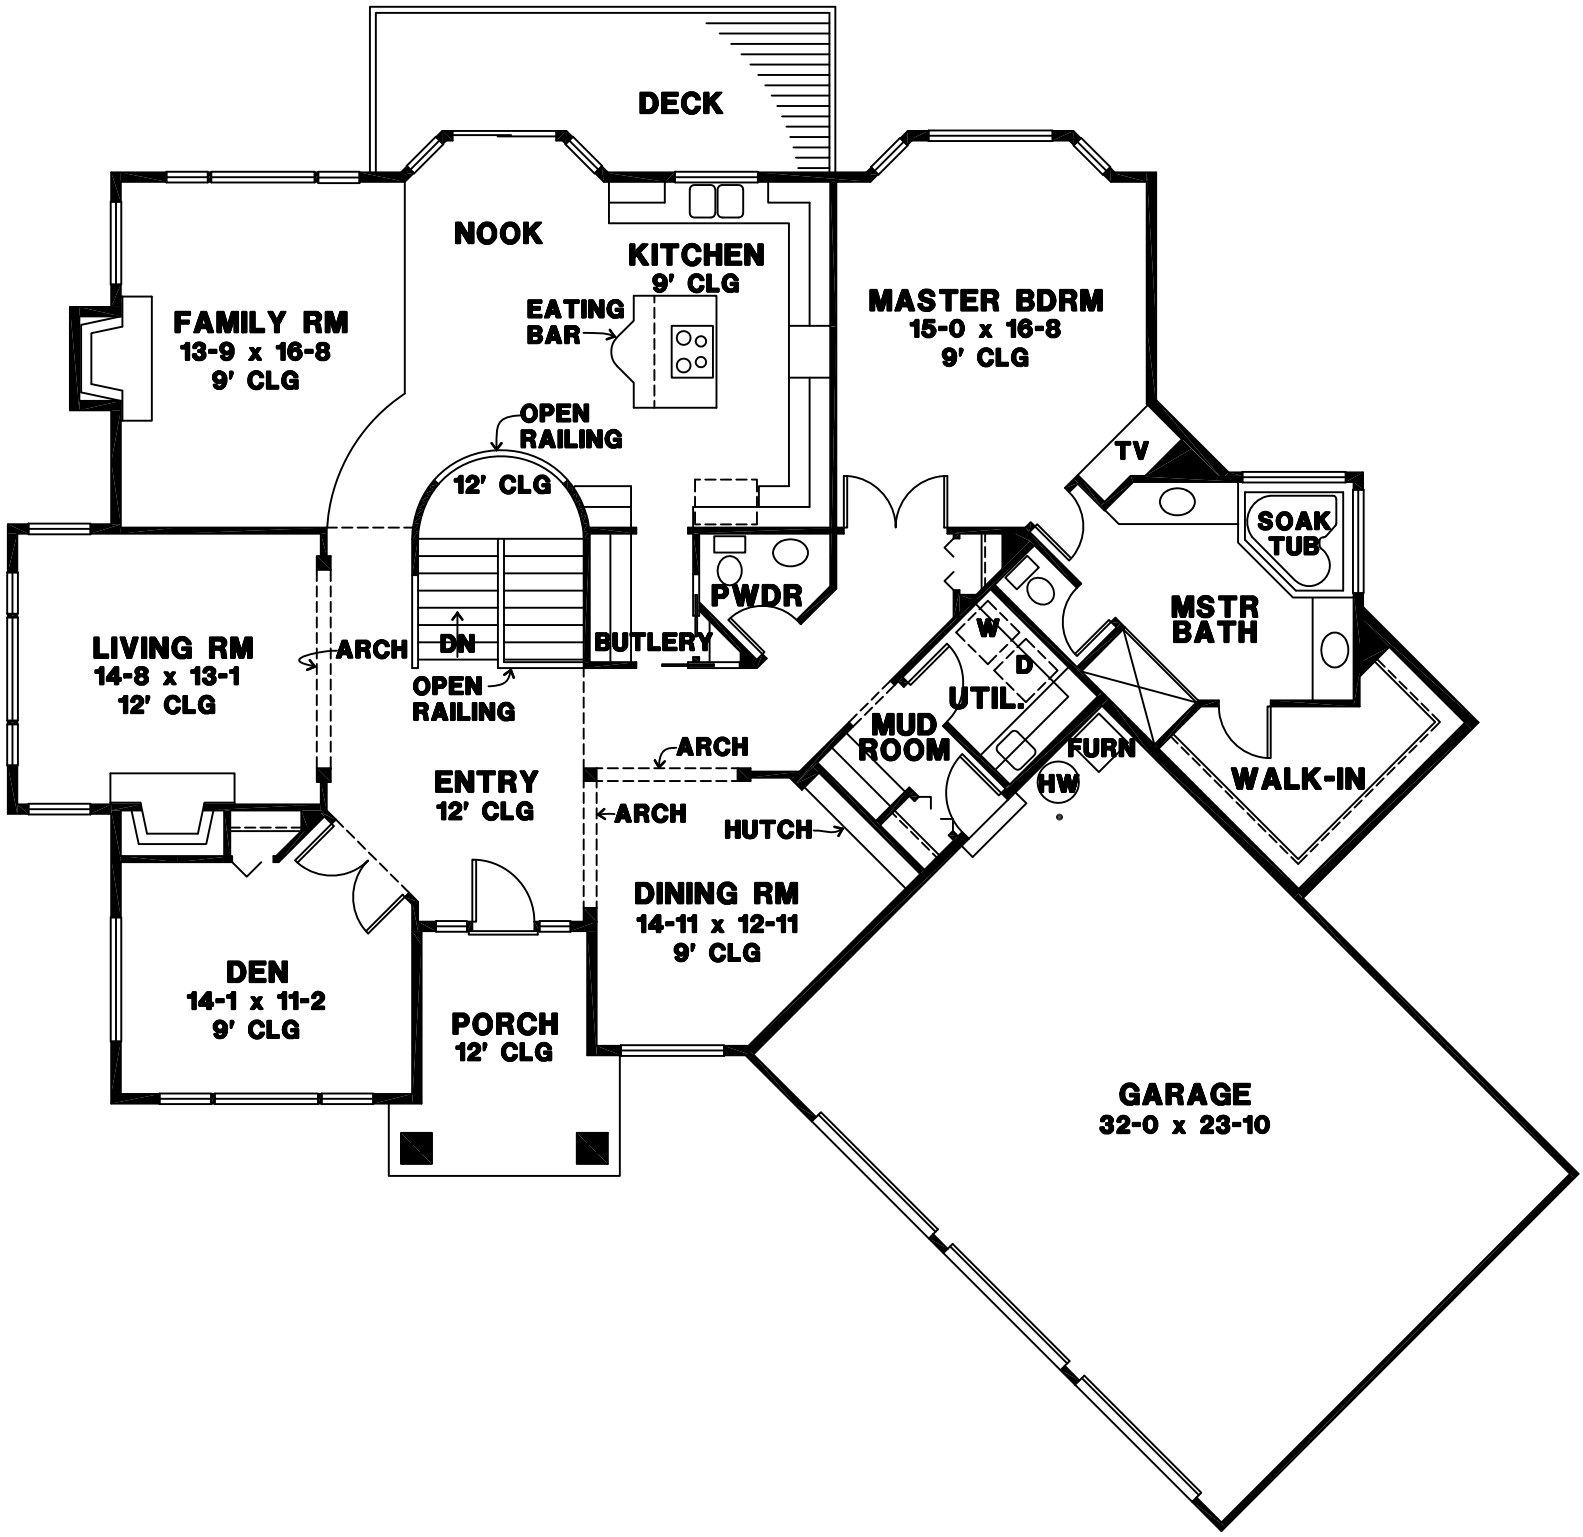 DECK
NOOK
KITCHEN
9' CLG
EATING
BAR
FAMILY RM
13-9 x 16-8
9' CLG
MASTER BDRM
15-0 x 16-8
9' CLG
OPEN
RAILING
12' CLG
TV
SOAK
TUB
PWDR
MSTR
BATH
W
D
UTIL.
BUTLERY
DN
ARCH
LIVING RM
14-8 x 13-1
12' CLG
OPEN
RAILING
MUD
ROOM
ARCH
FURN
HW
WALK-IN
ENTRY
12' CLG
ARCH
HUTCH
DINING RM
14-11 x 12-11
9' CLG
DEN
14-1 x 11-2
9' CLG
PORCH
12' CLG
GARAGE
32-0 x 23-10